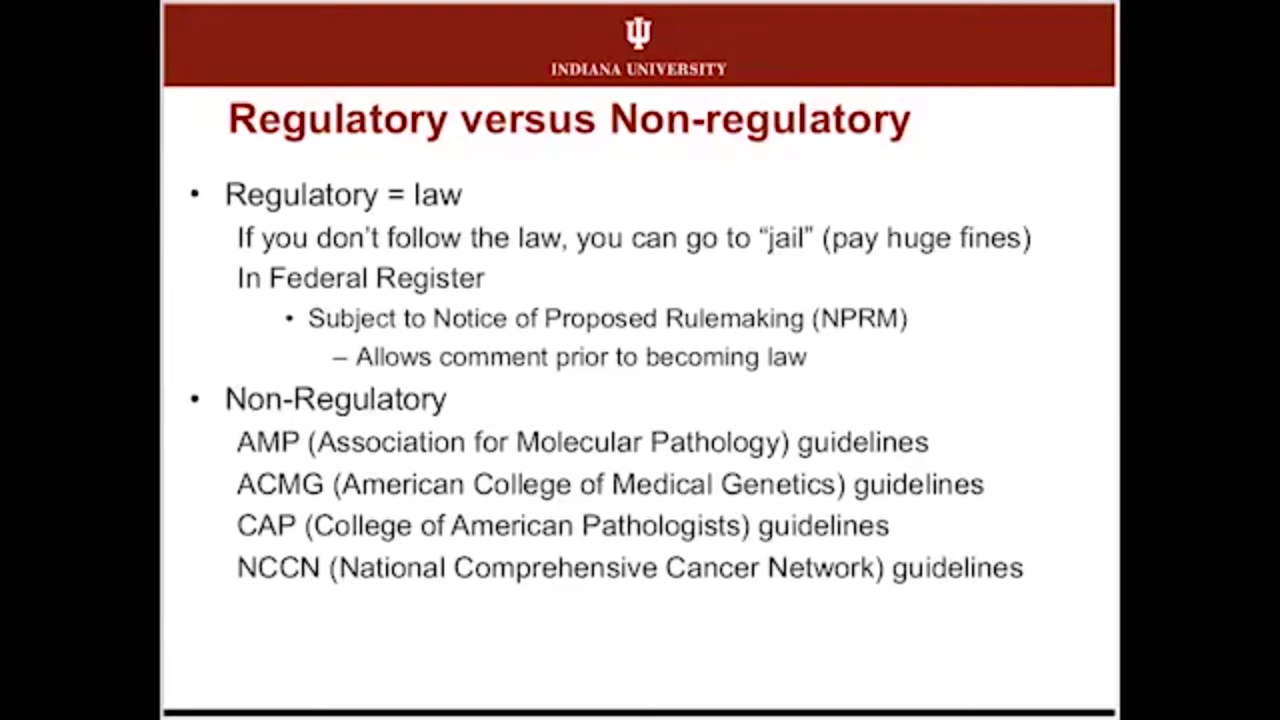 INDIANA UNIVERSITY
Regulatory versus Non-regulatory
• Regulatory = law
If you don't follow the law, you can go to “jail” (pay huge fines)
In Federal Register
• Subject to Notice of Proposed Rulemaking (NPRM)
– Allows comment prior to becoming law
• Non-Regulatory
AMP (Association for Molecular Pathology) guidelines
ACMG (American College of Medical Genetics) guidelines
CAP (College of American Pathologists) guidelines
NCCN (National Comprehensive Cancer Network) guidelines